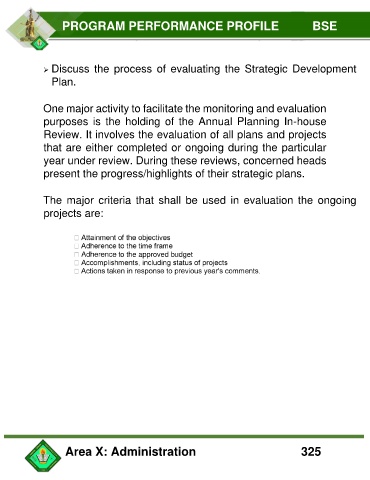 PROGRAM PERFORMANCE PROFILE BSE
➢ Discuss the process of evaluating the Strategic Development
Plan.
One major activity to facilitate the monitoring and evaluation
purposes is the holding of the Annual Planning In-house
Review. It involves the evaluation of all plans and projects
that are either completed or ongoing during the particular
year under review. During these reviews, concerned heads
present the progress/highlights of their strategic plans.
The major criteria that shall be used in evaluation the ongoing
projects are:
□ Attainment of the objectives
□ Adherence to the time frame
□ Adherence to the approved budget
□ Accomplishments, including status of projects
□ Actions taken in response to previous year's comments.
Area X: Administration 325